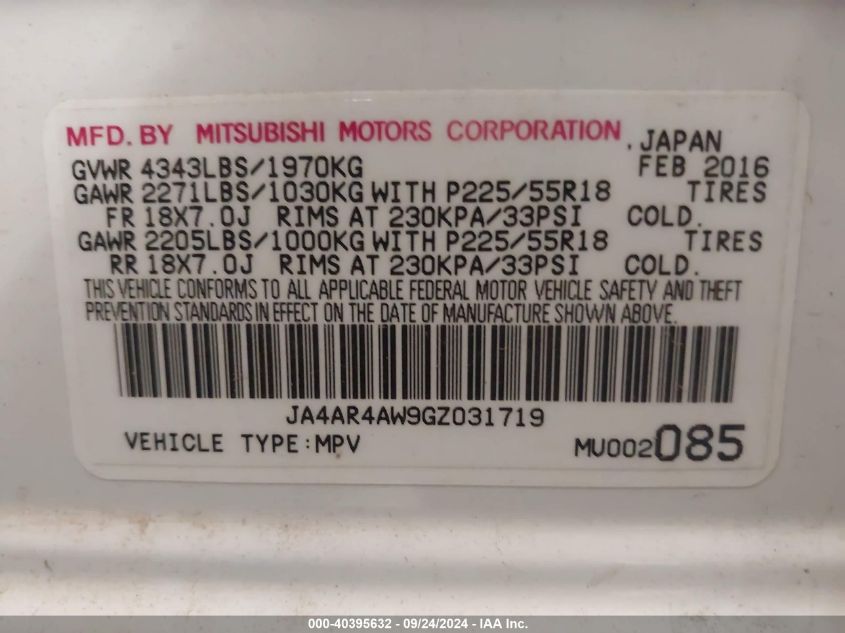 MFD. BY MITSUBISHI MOTORS CORPORATION, JAPAN
GVWR 4343LBS/1970KG FEB 2016
GAWR 2271LBS/1030KG WITH P225/55R18 TIRES
FR 18X7.0J RIMS AT 230KPA/33PSI COLD.
GAWR 2205LBS/1000KG WITH P225/55R18 TIRES
RR 18X7.0J RIMS AT 230KPA/33PSI COLD.
THIS VEHICLE CONFORMS TO ALL APPLICABLE FEDERAL MOTOR VEHICLE SAFETY AND THEFT
PREVENTION STANDARDS IN EFFECT ON THE DATE OF MANUFACTURE SHOWN ABOVE.
JA4AR4AW9GZ031719
VEHICLE TYPE:MPV MU002085
000-40395632 - 09/24/2024 - IAA Inc.